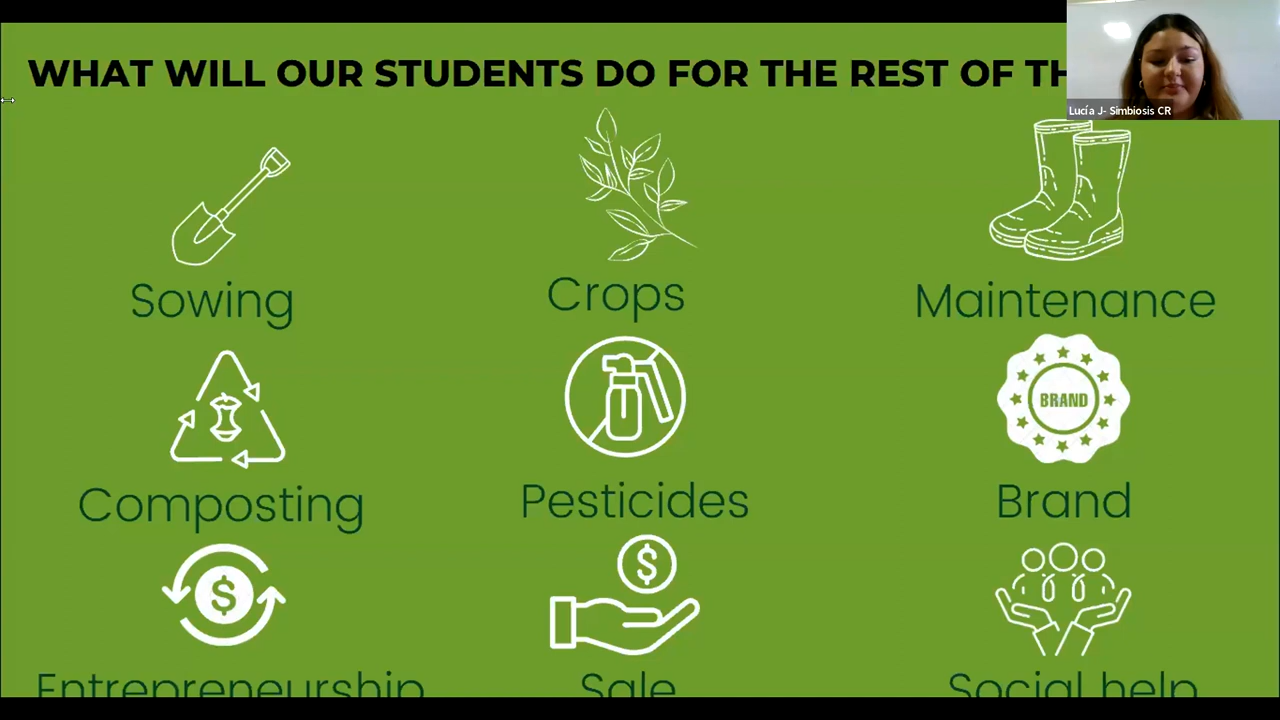 WHAT WILL OUR STUDENTS DO FOR THE REST OF
Lucía J- Simbiosis CR
Sowing
Crops
Maintenance
BRAND
Composting
Pesticides
Brand
$
$
Entrepreneurship
Sale
Social help